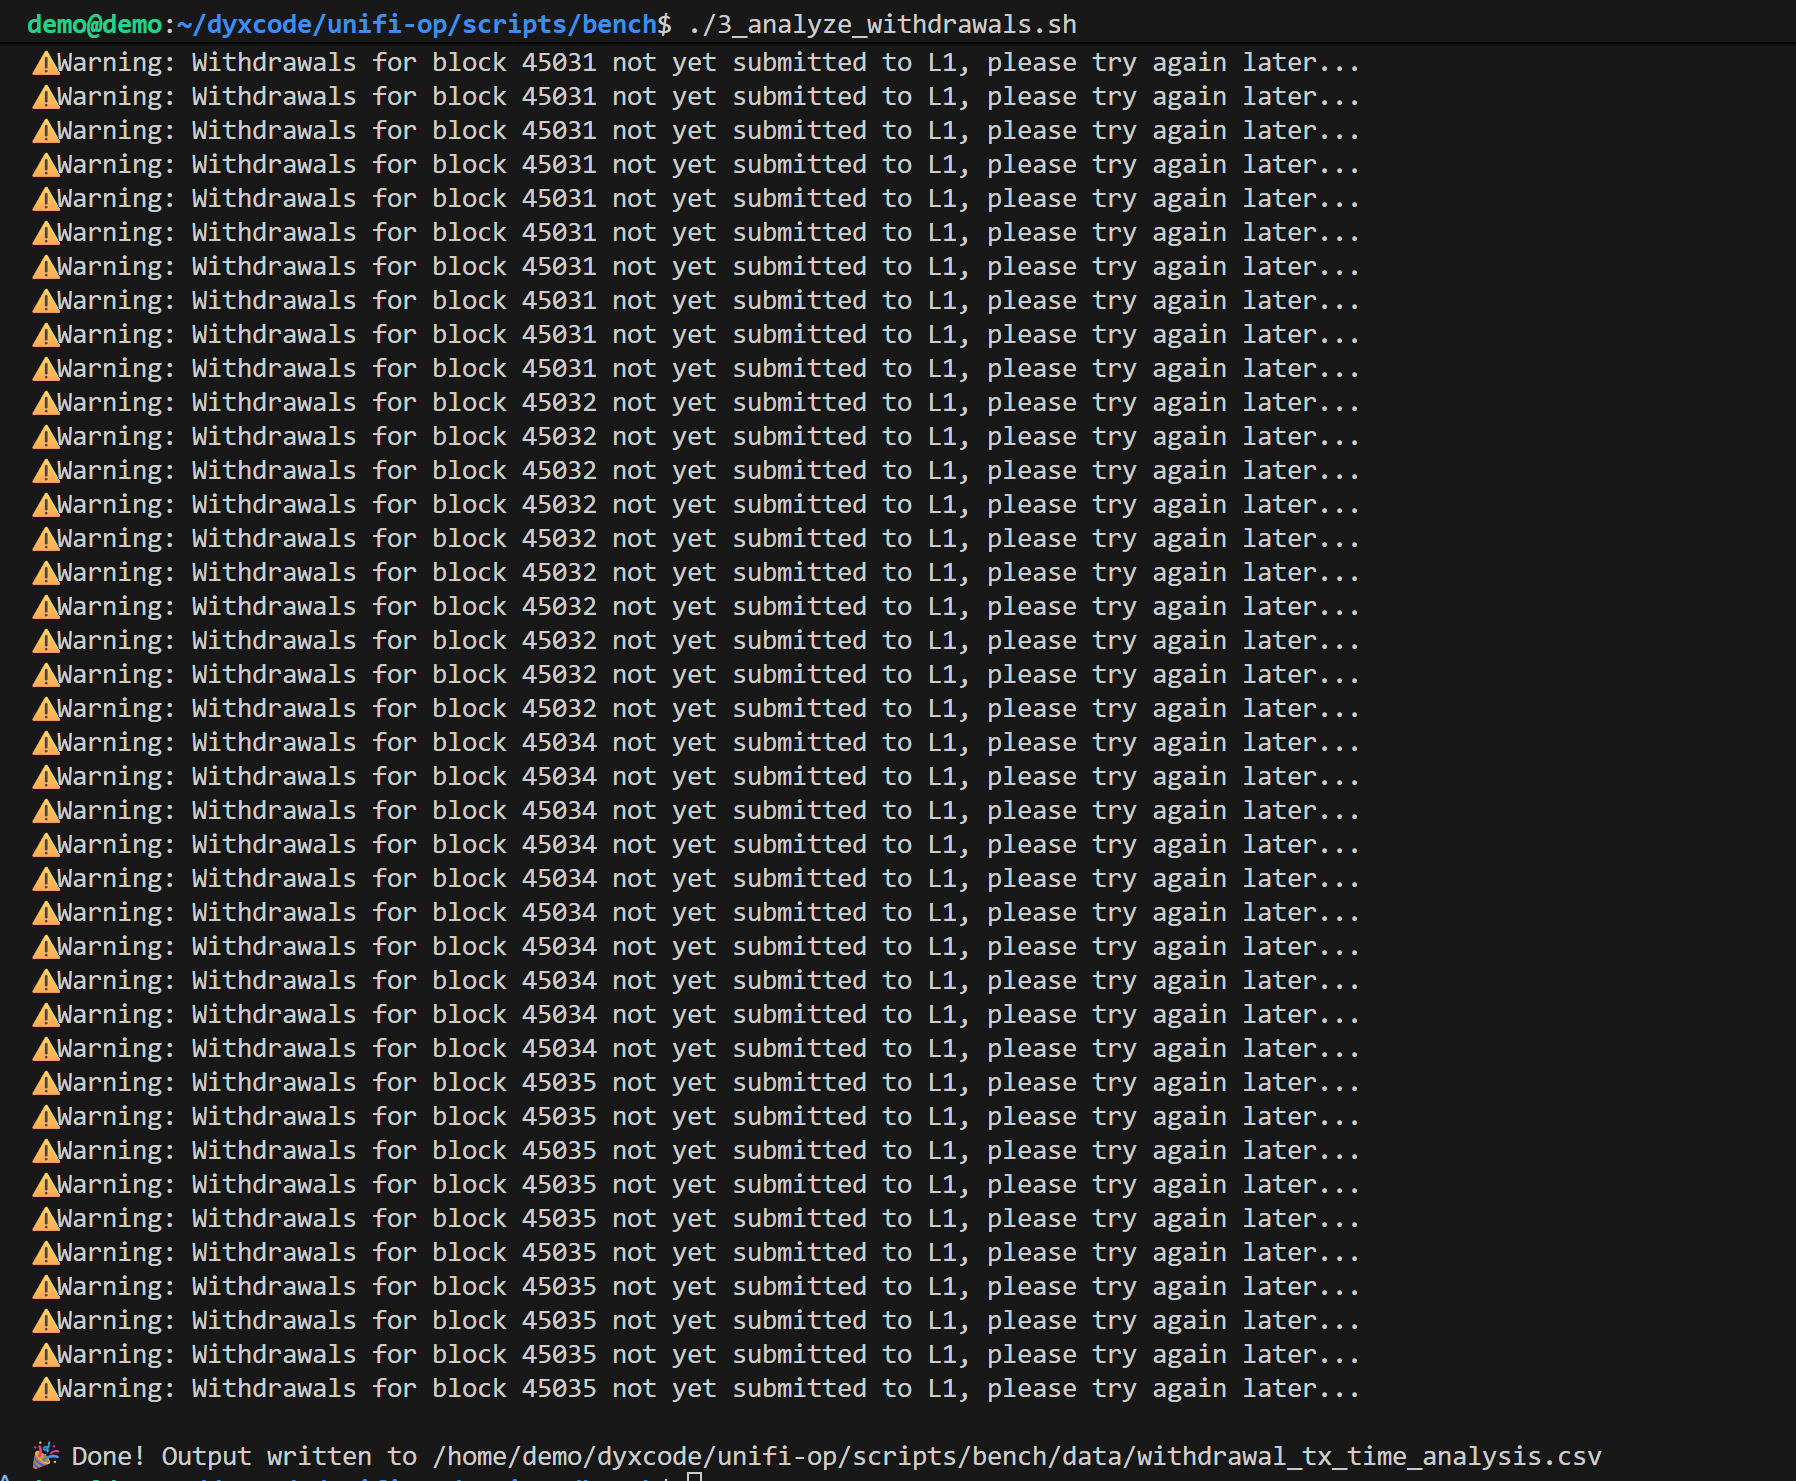 demo@demo:~/dyxcode/unifi-op/scripts/bench$ ./3_analyze_withdrawals.sh
⚠Warning: Withdrawals for block 45031 not yet submitted to L1, please try again later...
⚠Warning: Withdrawals for block 45031 not yet submitted to L1, please try again later...
⚠Warning: Withdrawals for block 45031 not yet submitted to L1, please try again later...
⚠Warning: Withdrawals for block 45031 not yet submitted to L1, please try again later...
⚠Warning: Withdrawals for block 45031 not yet submitted to L1, please try again later...
⚠Warning: Withdrawals for block 45031 not yet submitted to L1, please try again later...
⚠Warning: Withdrawals for block 45031 not yet submitted to L1, please try again later...
⚠Warning: Withdrawals for block 45031 not yet submitted to L1, please try again later...
⚠Warning: Withdrawals for block 45031 not yet submitted to L1, please try again later...
⚠Warning: Withdrawals for block 45031 not yet submitted to L1, please try again later...
⚠Warning: Withdrawals for block 45032 not yet submitted to L1, please try again later...
⚠Warning: Withdrawals for block 45032 not yet submitted to L1, please try again later...
⚠Warning: Withdrawals for block 45032 not yet submitted to L1, please try again later...
⚠Warning: Withdrawals for block 45032 not yet submitted to L1, please try again later...
⚠Warning: Withdrawals for block 45032 not yet submitted to L1, please try again later...
⚠Warning: Withdrawals for block 45032 not yet submitted to L1, please try again later...
⚠Warning: Withdrawals for block 45032 not yet submitted to L1, please try again later...
⚠Warning: Withdrawals for block 45032 not yet submitted to L1, please try again later...
⚠Warning: Withdrawals for block 45032 not yet submitted to L1, please try again later...
⚠Warning: Withdrawals for block 45032 not yet submitted to L1, please try again later...
⚠Warning: Withdrawals for block 45034 not yet submitted to L1, please try again later...
⚠Warning: Withdrawals for block 45034 not yet submitted to L1, please try again later...
⚠Warning: Withdrawals for block 45034 not yet submitted to L1, please try again later...
⚠Warning: Withdrawals for block 45034 not yet submitted to L1, please try again later...
⚠Warning: Withdrawals for block 45034 not yet submitted to L1, please try again later...
⚠Warning: Withdrawals for block 45034 not yet submitted to L1, please try again later...
⚠Warning: Withdrawals for block 45034 not yet submitted to L1, please try again later...
⚠Warning: Withdrawals for block 45034 not yet submitted to L1, please try again later...
⚠Warning: Withdrawals for block 45034 not yet submitted to L1, please try again later...
⚠Warning: Withdrawals for block 45034 not yet submitted to L1, please try again later...
⚠Warning: Withdrawals for block 45035 not yet submitted to L1, please try again later...
⚠Warning: Withdrawals for block 45035 not yet submitted to L1, please try again later...
⚠Warning: Withdrawals for block 45035 not yet submitted to L1, please try again later...
⚠Warning: Withdrawals for block 45035 not yet submitted to L1, please try again later...
⚠Warning: Withdrawals for block 45035 not yet submitted to L1, please try again later...
⚠Warning: Withdrawals for block 45035 not yet submitted to L1, please try again later...
⚠Warning: Withdrawals for block 45035 not yet submitted to L1, please try again later...
⚠Warning: Withdrawals for block 45035 not yet submitted to L1, please try again later...
⚠Warning: Withdrawals for block 45035 not yet submitted to L1, please try again later...
⚠Warning: Withdrawals for block 45035 not yet submitted to L1, please try again later...
🎉 Done! Output written to /home/demo/dyxcode/unifi-op/scripts/bench/data/withdrawal_tx_time_analysis.csv